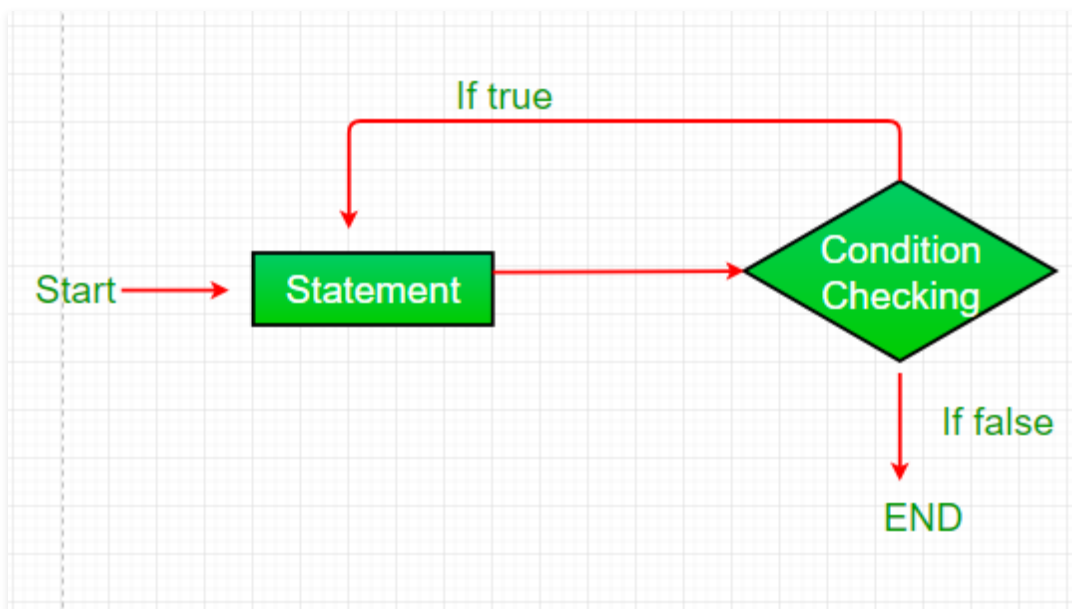 If true
Start
Statement
Condition
Checking
If false
END